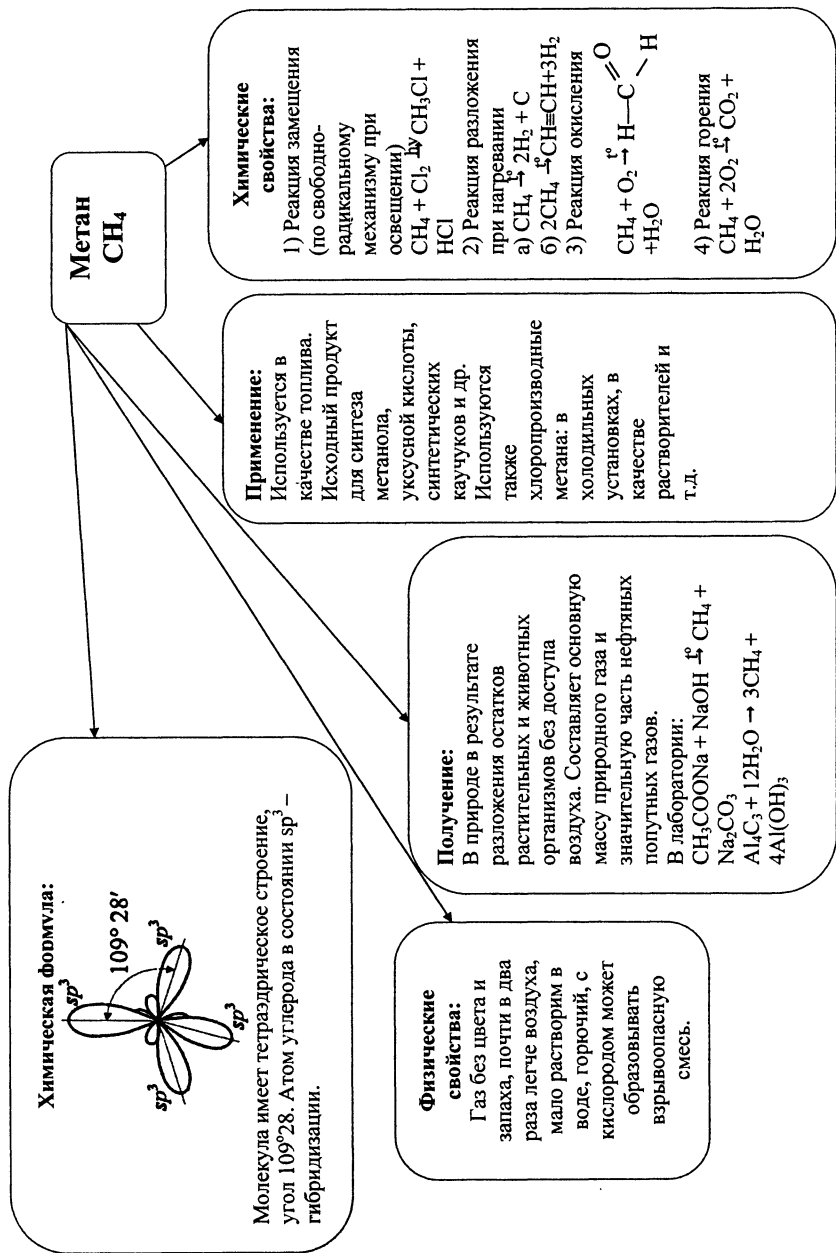 Метан
CH₄
Химическая формула:
sp³
109° 28′
sp³
sp³
sp³
Молекула имеет тетраэдрическое строение,
угол 109°28. Атом углерода в состоянии sp³ –
гибридизации.
Физические
свойства:
Газ без цвета и
запаха, почти в два
раза легче воздуха,
мало растворим в
воде, горючий, с
кислородом может
образовывать
взрывоопасную
смесь.
Получение:
В природе в результате
разложения остатков
растительных и животных
организмов без доступа
воздуха. Составляет основную
массу природного газа и
значительную часть нефтяных
попутных газов.
В лаборатории:
CH₃COONa + NaOH →t° CH₄ +
Na₂CO₃
Al₄C₃ + 12H₂O → 3CH₄ +
4Al(OH)₃
Применение:
Используется в
качестве топлива.
Исходный продукт
для синтеза
метанола,
уксусной кислоты,
синтетических
каучуков и др.
Используются
также
хлоропроизводные
метана: в
холодильных
установках, в
качестве
растворителей и
т.д.
Химические
свойства:
1) Реакция замещения
(по свободно-
радикальному
механизму при
освещении)
CH₄ + Cl₂ →hν CH₃Cl +
HCl
2) Реакция разложения
при нагревании
а) CH₄ →t° 2H₂ + C
б) 2CH₄ →t° CH≡CH+3H₂
3) Реакция окисления
O
CH₄ + O₂ →t° H—C
H
+H₂O
4) Реакция горения
CH₄ + 2O₂ →t° CO₂ +
H₂O